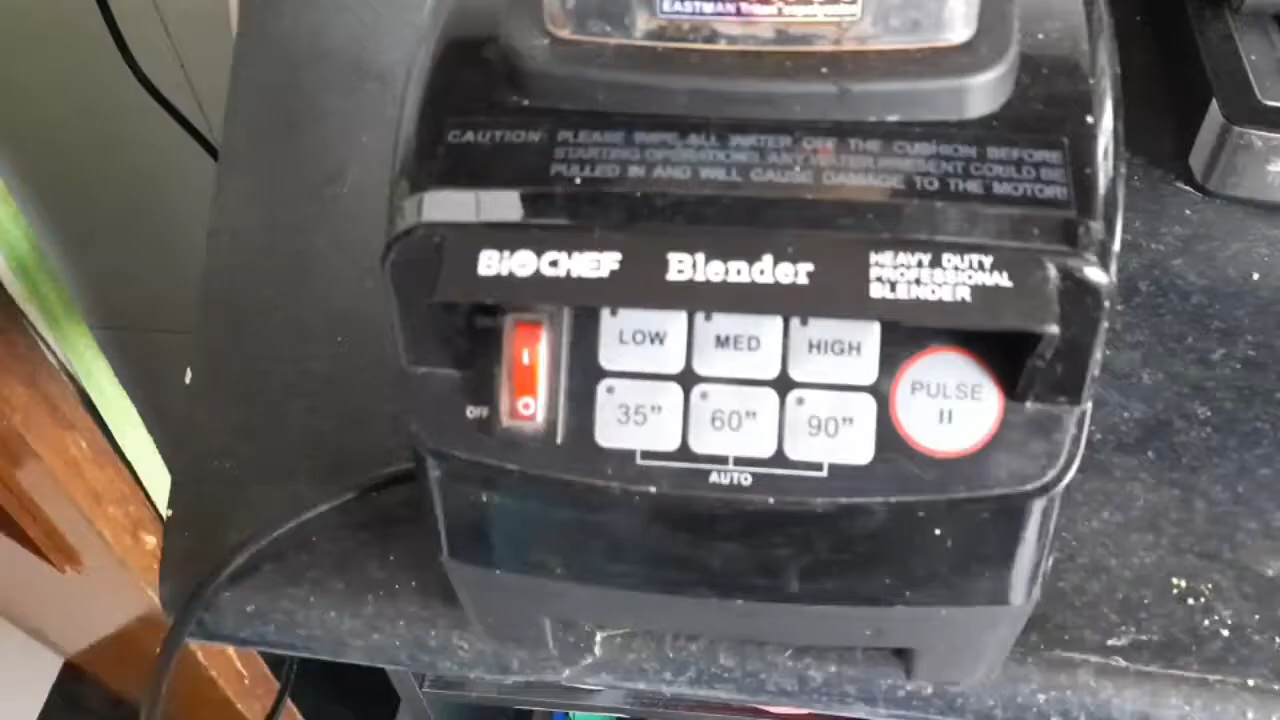 EASTMAN
CAUTION: PLEASE WIPE ALL WATER OFF THE CUSHION BEFORE
STARTING OPERATIONS. ANY WATER PRESENT COULD BE
PULLED IN AND WILL CAUSE DAMAGE TO THE MOTOR!
BIOCHEF Blender HEAVY DUTY
PROFESSIONAL
BLENDER
LOW MED HIGH
PULSE
II
35" 60" 90"
OFF
AUTO